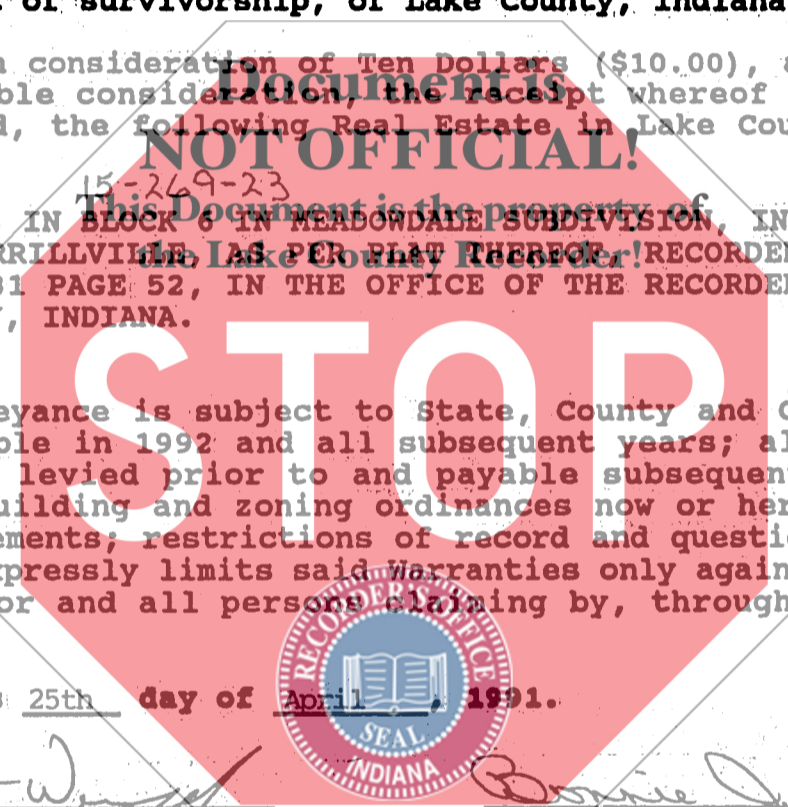 of survivorship, of Lake County, Indiana
consideration of Ten Dollars ($10.00),
ble consideration, the receipt whereof
d, the following Real Estate in Lake Cou
Document is
NOT OFFICIAL!
This Document is the property of
the Lake County Recorder!
15-269-23
IN BLOCK 6 IN MEADOWDALE SUBDIVISION, IN
RRILLVILLE, AS PER PLAT THEREOF, RECORDED
31 PAGE 52, IN THE OFFICE OF THE RECORDE
, INDIANA.
STOP
eyance is subject to State, County and C
ble in 1992 and all subsequent years; al
levied prior to and payable subsequent
uilding and zoning ordinances now or her
ements; restrictions of record and questi
xpressly limits said Warranties only again
or and all persons claiming by, through
RECORDER'S OFFICE
SEAL
INDIANA
25th day of April, 1991.
Bonnie